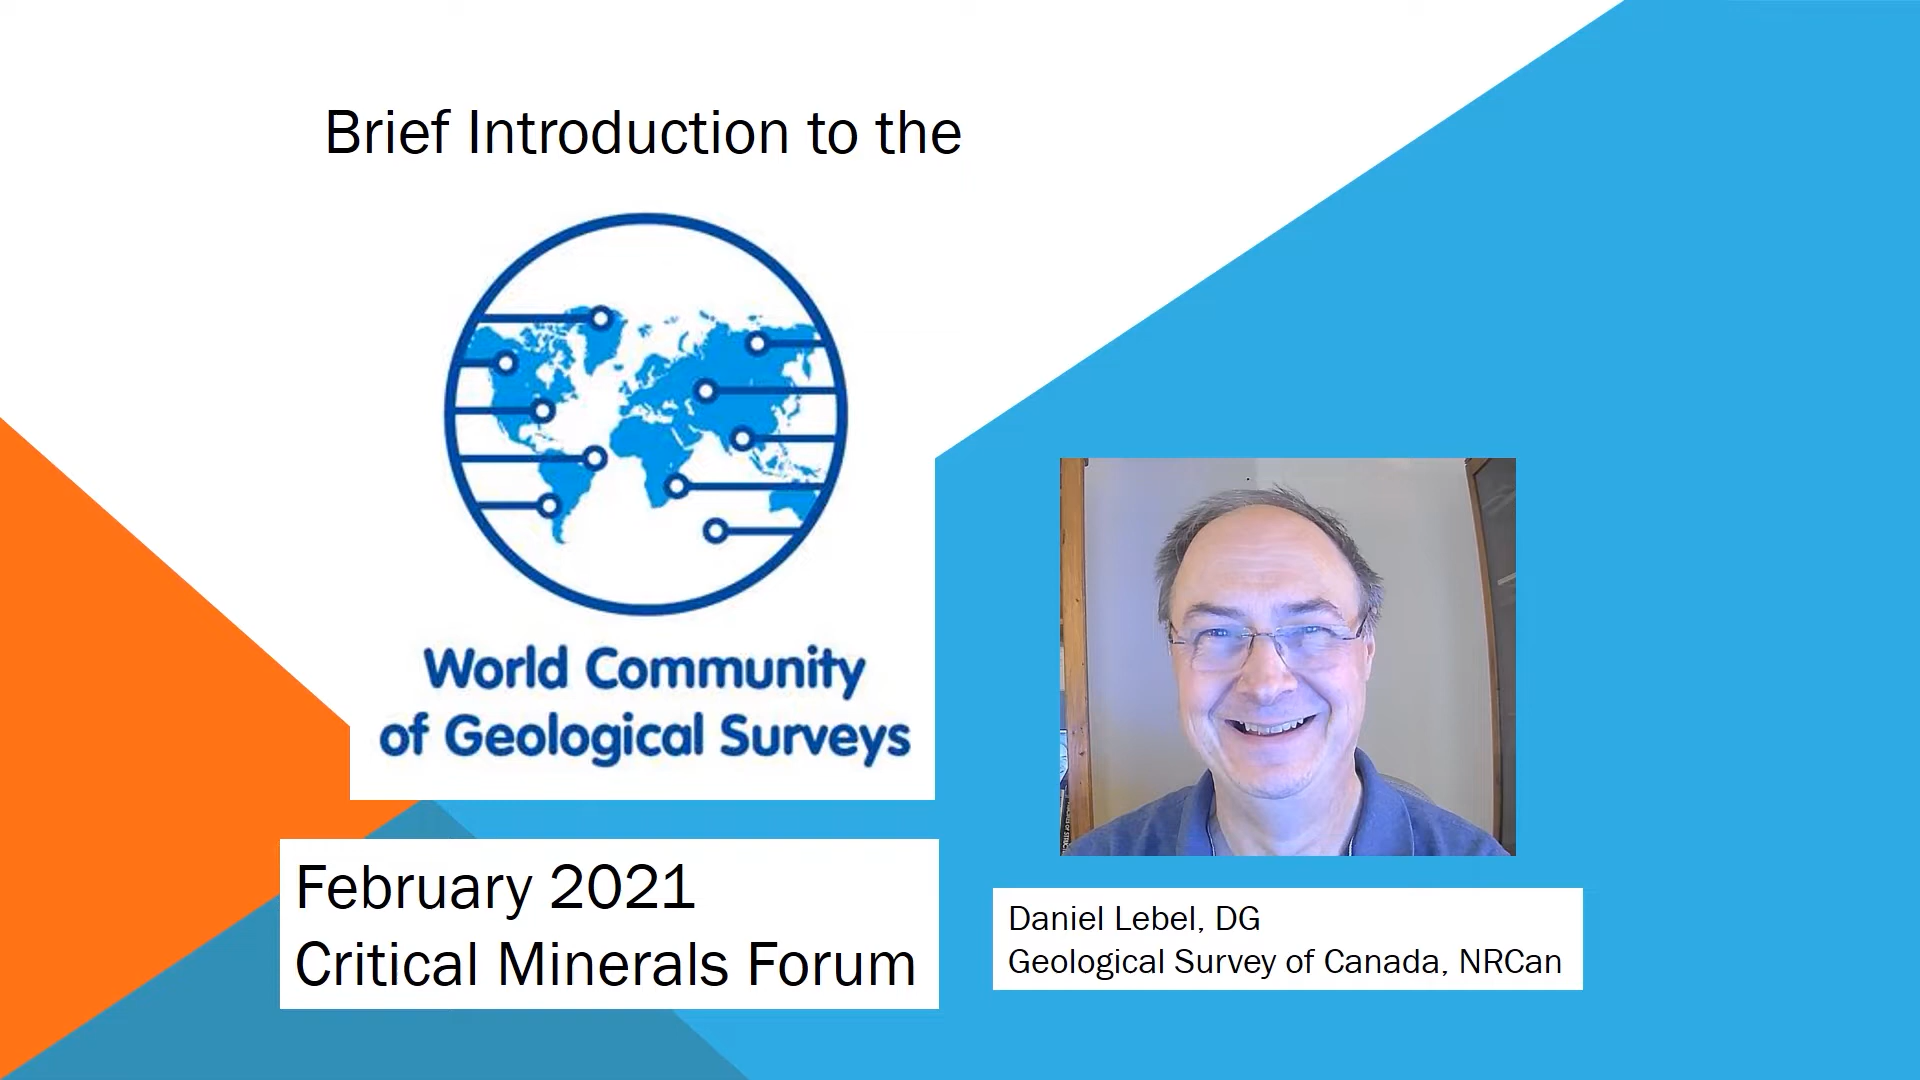 Brief Introduction to the
World Community
of Geological Surveys
February 2021
Critical Minerals Forum
Daniel Lebel, DG
Geological Survey of Canada, NRCan